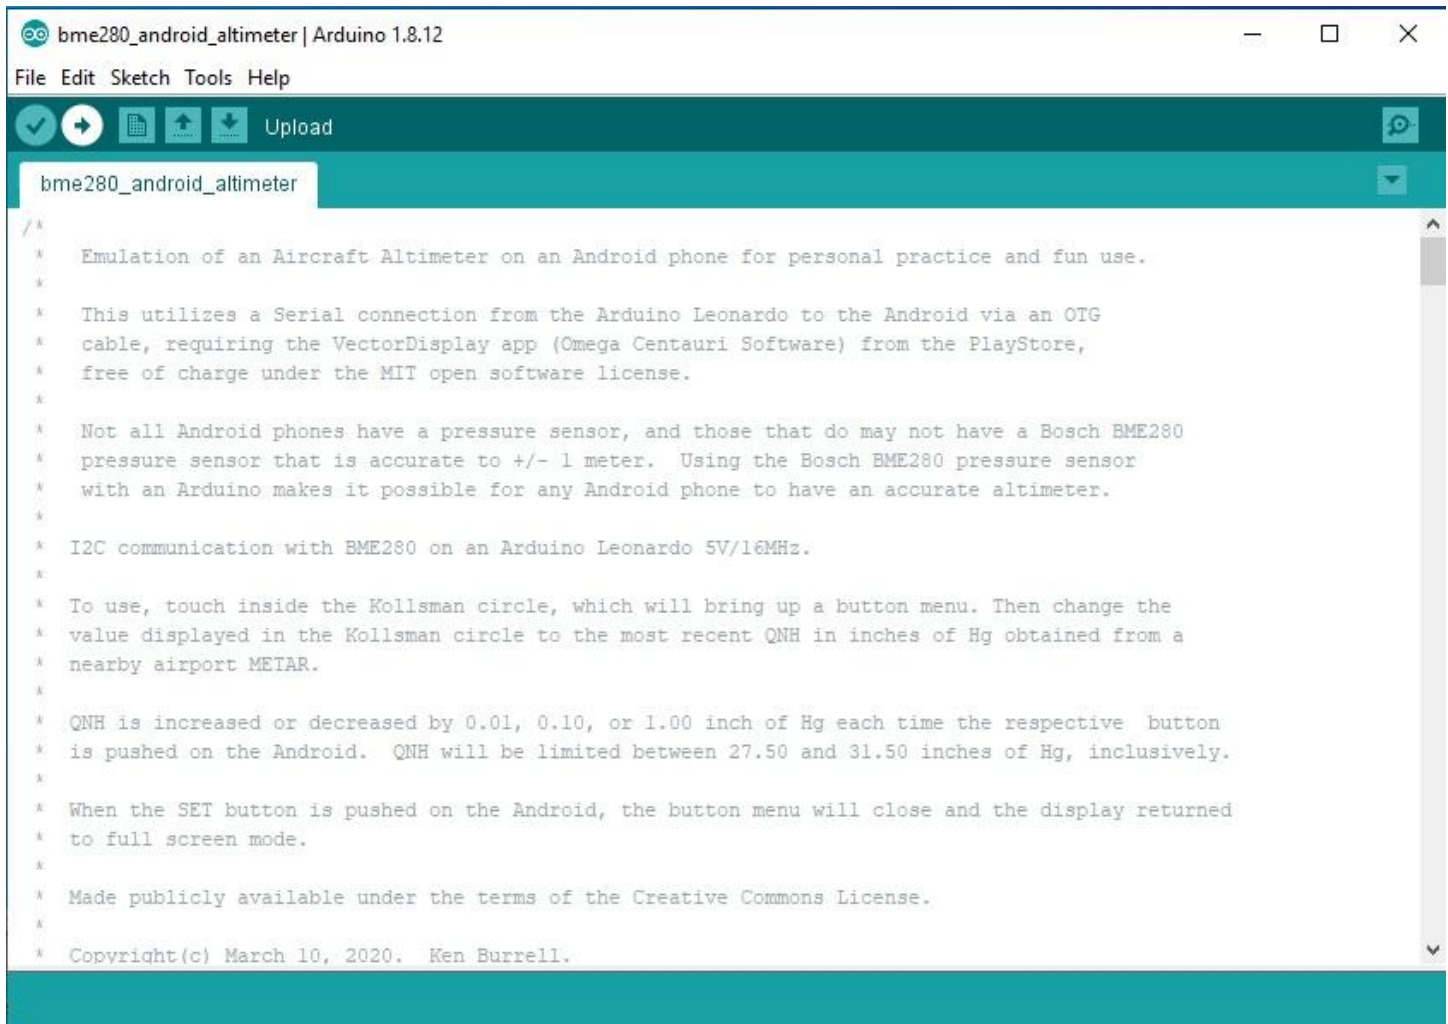 bme280_android_altimeter | Arduino 1.8.12
File Edit Sketch Tools Help
Upload
bme280_android_altimeter
/*
* Emulation of an Aircraft Altimeter on an Android phone for personal practice and fun use.
*
* This utilizes a Serial connection from the Arduino Leonardo to the Android via an OTG
* cable, requiring the VectorDisplay app (Omega Centauri Software) from the PlayStore,
* free of charge under the MIT open software license.
*
* Not all Android phones have a pressure sensor, and those that do may not have a Bosch BME280
* pressure sensor that is accurate to +/- 1 meter.  Using the Bosch BME280 pressure sensor
* with an Arduino makes it possible for any Android phone to have an accurate altimeter.
*
* I2C communication with BME280 on an Arduino Leonardo 5V/16MHz.
*
* To use, touch inside the Kollsman circle, which will bring up a button menu. Then change the
* value displayed in the Kollsman circle to the most recent QNH in inches of Hg obtained from a
* nearby airport METAR.
*
* QNH is increased or decreased by 0.01, 0.10, or 1.00 inch of Hg each time the respective  button
* is pushed on the Android.  QNH will be limited between 27.50 and 31.50 inches of Hg, inclusively.
*
* When the SET button is pushed on the Android, the button menu will close and the display returned
* to full screen mode.
*
* Made publicly available under the terms of the Creative Commons License.
*
* Copyright(c) March 10, 2020.  Ken Burrell.